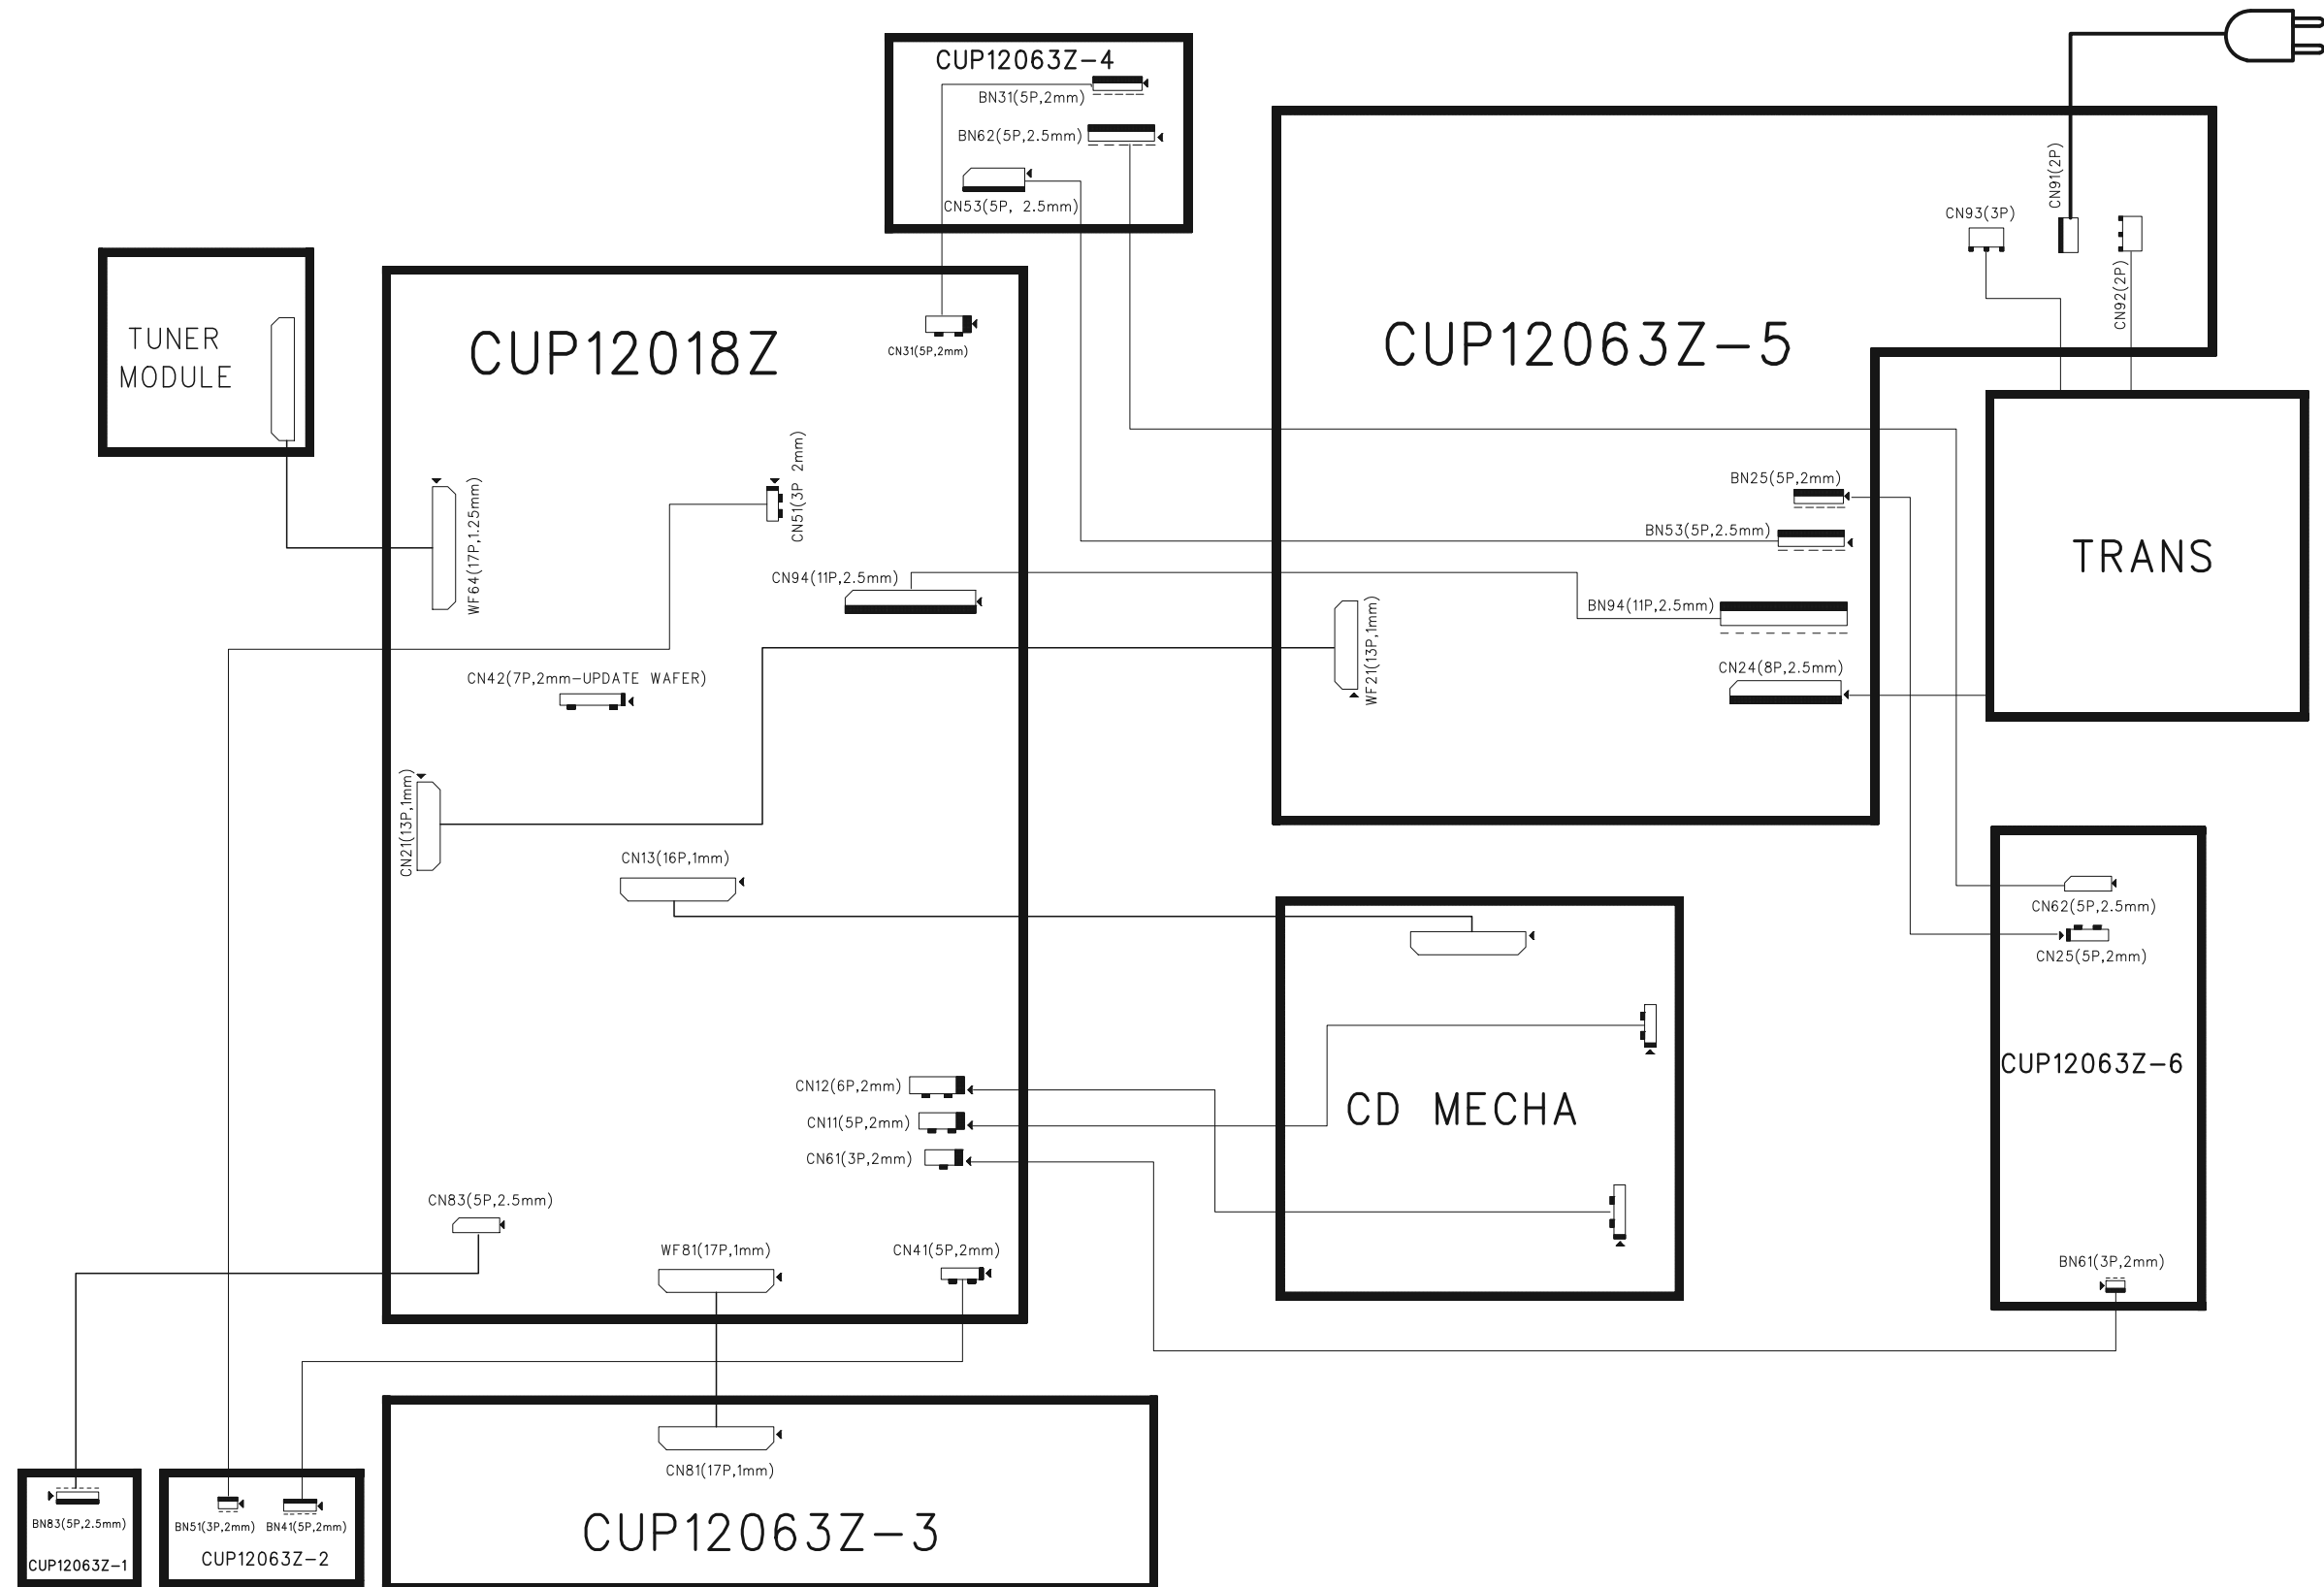 CUP12063Z-4
BN31(5P,2mm)
BN62(5P,2.5mm)
CN53(5P, 2.5mm)
CN91(2P)
CN93(3P)
CN92(2P)
TUNER
MODULE
CUP12018Z
CN31(5P,2mm)
CUP12063Z-5
WF64(17P,1.25mm)
CN51(3P 2mm)
CN94(11P,2.5mm)
BN25(5P,2mm)
BN53(5P,2.5mm)
TRANS
BN94(11P,2.5mm)
WF21(13P,1mm)
CN24(8P,2.5mm)
CN42(7P,2mm-UPDATE WAFER)
CN21(13P,1mm)
CN13(16P,1mm)
CN62(5P,2.5mm)
CN25(5P,2mm)
CUP12063Z-6
CN12(6P,2mm)
CN11(5P,2mm)
CN61(3P,2mm)
CD MECHA
CN83(5P,2.5mm)
WF81(17P,1mm)
CN41(5P,2mm)
BN61(3P,2mm)
CN81(17P,1mm)
CUP12063Z-3
BN83(5P,2.5mm)
CUP12063Z-1
BN51(3P,2mm)
BN41(5P,2mm)
CUP12063Z-2